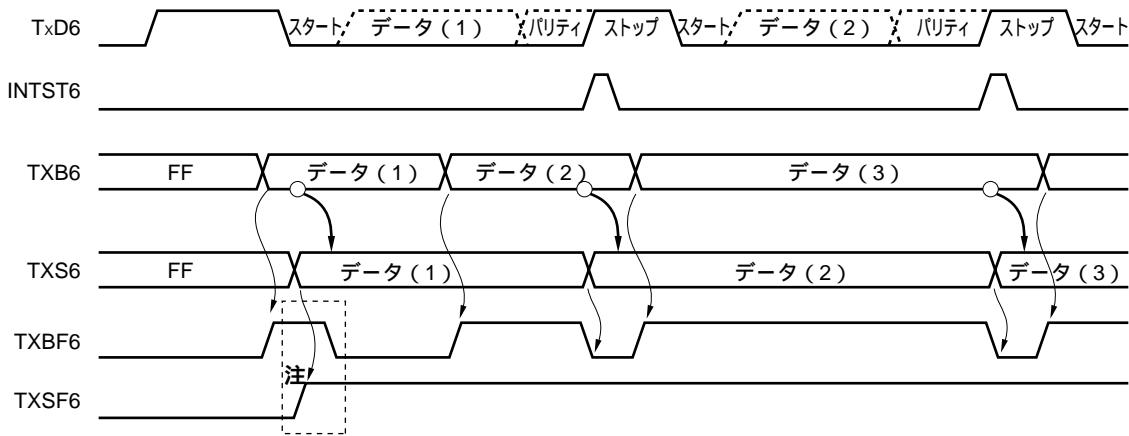 TxD6 スタート データ(1) パリティ ストップ スタート データ(2) パリティ ストップ スタート
INTST6
TXB6 FF データ(1) データ(2) データ(3)
TXS6 FF データ(1) データ(2) データ(3)
TXBF6
注
TXSF6